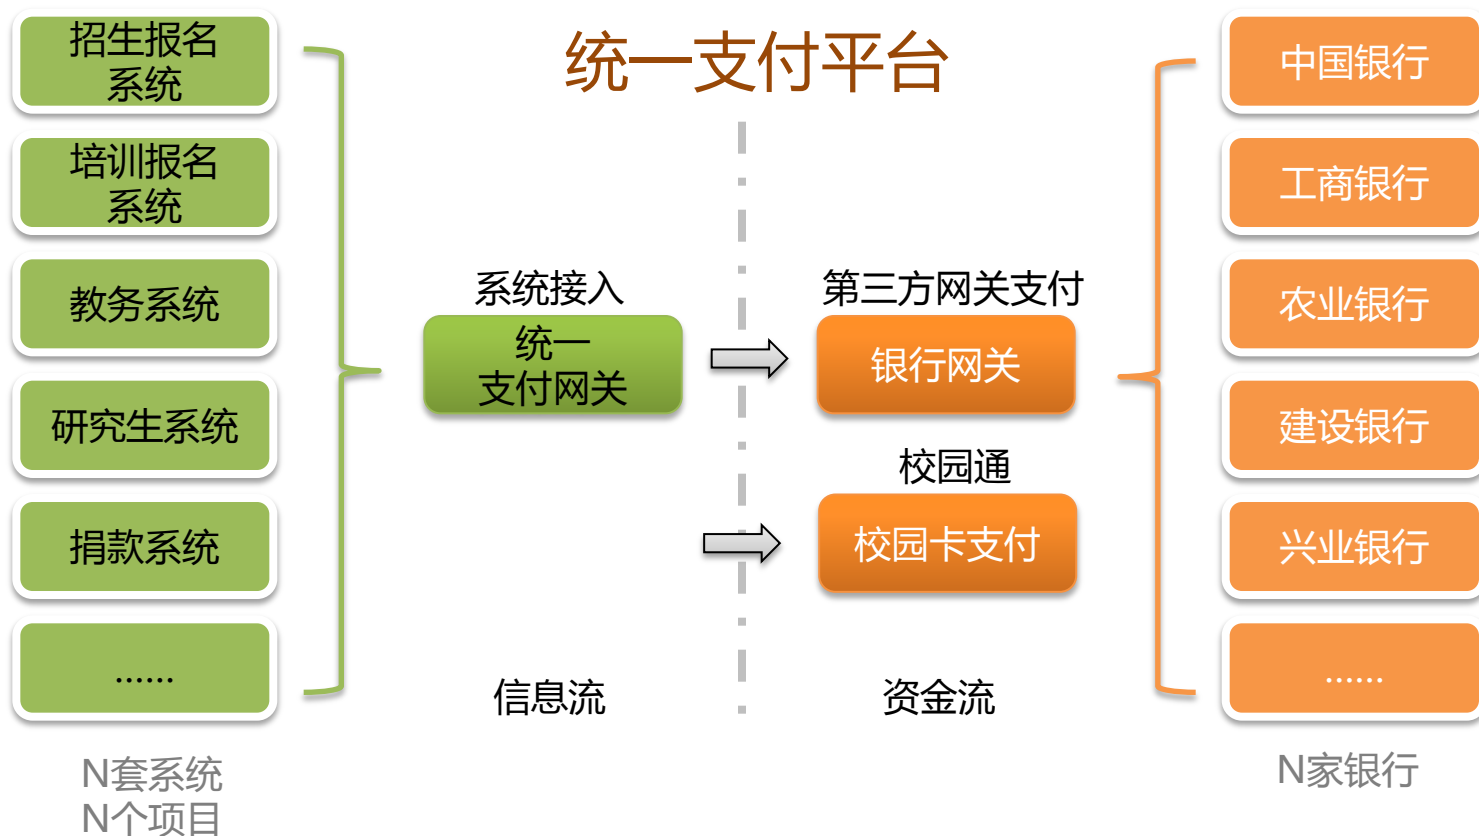 统一支付平台
招生报名
系统
培训报名
系统
教务系统
研究生系统
捐款系统
......
N套系统
N个项目
系统接入
统一
支付网关
信息流
第三方网关支付
银行网关
校园通
校园卡支付
资金流
中国银行
工商银行
农业银行
建设银行
兴业银行
......
N家银行